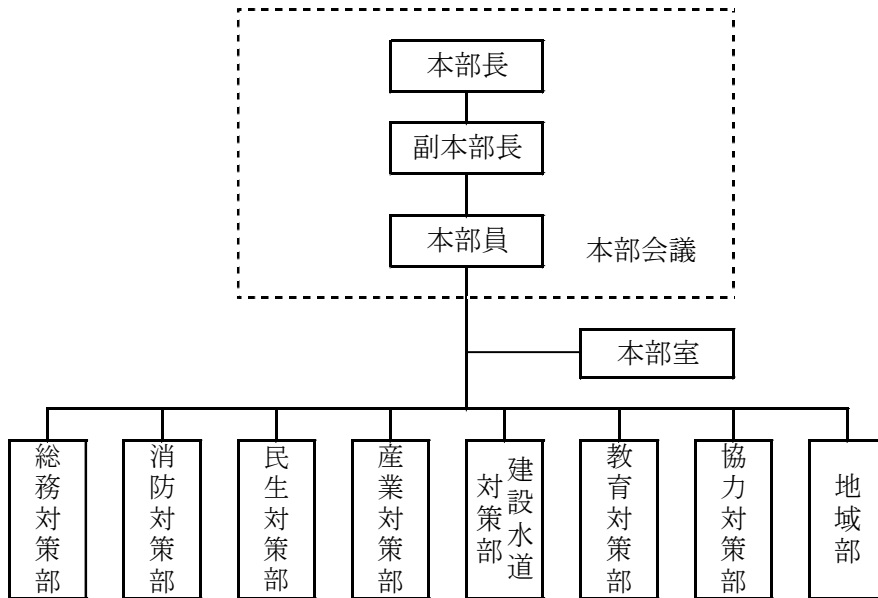 本部長
副本部長
本部員
本部会議
本部室
総務対策部
消防対策部
民生対策部
産業対策部
建設水道
対策部
教育対策部
協力対策部
地域部